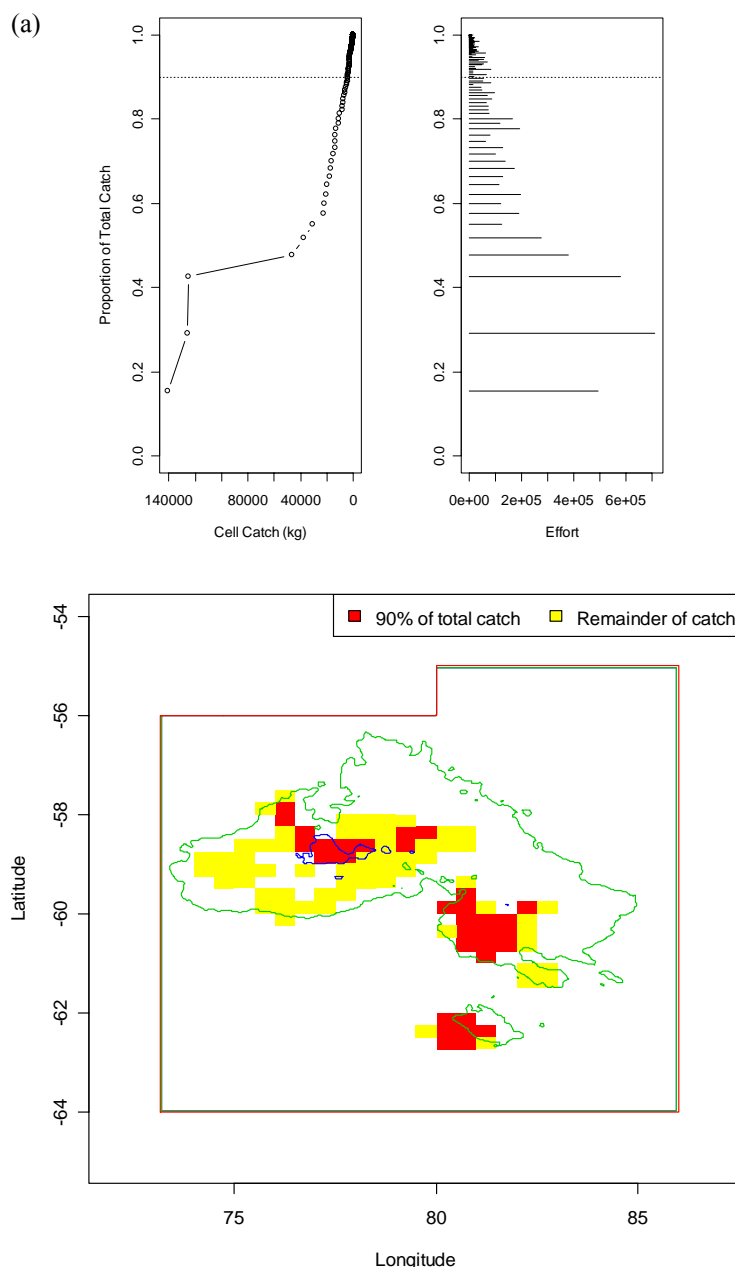 (a)
Proportion of Total Catch
0.0 0.2 0.4 0.6 0.8 1.0
140000 80000 40000 0
Cell Catch (kg)
0.0 0.2 0.4 0.6 0.8 1.0
0e+00 2e+05 4e+05 6e+05
Effort
90% of total catch Remainder of catch
Latitude
-54
-56
-58
-60
-62
-64
75 80 85
Longitude